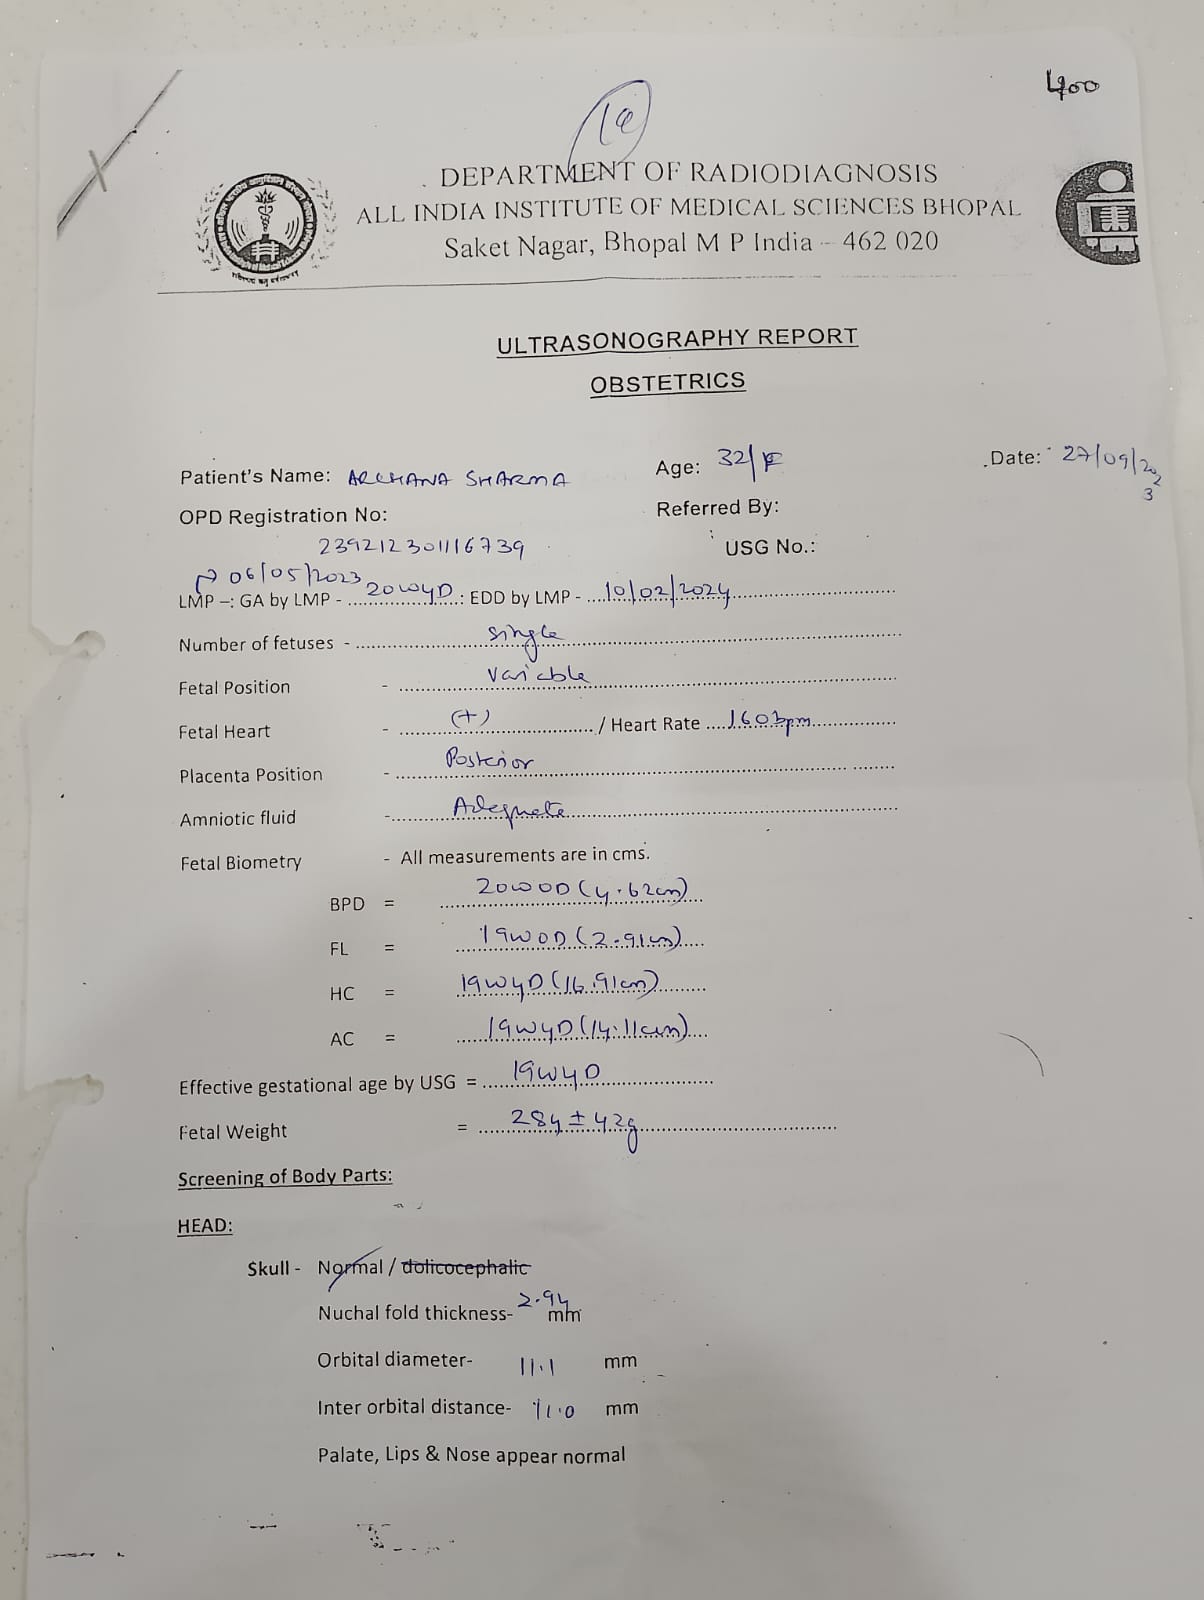 400
DEPARTMENT OF RADIODIAGNOSIS
ALL INDIA INSTITUTE OF MEDICAL SCIENCES BHOPAL
Saket Nagar, Bhopal M P India - 462 020
ULTRASONOGRAPHY REPORT
OBSTETRICS
Patient's Name: ARCHANA SHARMA Age: 32/F Date: 27/09/2023
OPD Registration No: Referred By:
239212301116739 USG No.:
06/05/2023
LMP -: GA by LMP - 20W4D : EDD by LMP - 10/02/2024
Number of fetuses - single
Fetal Position - Variable
Fetal Heart - (+) / Heart Rate 160bpm
Placenta Position - Posterior
Amniotic fluid - Adequate
Fetal Biometry - All measurements are in cms.
BPD = 20W0D (4.62cm)
FL = 19W0D (2.91cm)
HC = 19W4D (16.91cm)
AC = 19W4D (14.11cm)
Effective gestational age by USG = 19W4D
Fetal Weight = 284 ± 42g
Screening of Body Parts:
HEAD:
Skull - Normal / dolicocephalic
Nuchal fold thickness- 2.94 mm
Orbital diameter- 11.1 mm
Inter orbital distance- 11.0 mm
Palate, Lips & Nose appear normal